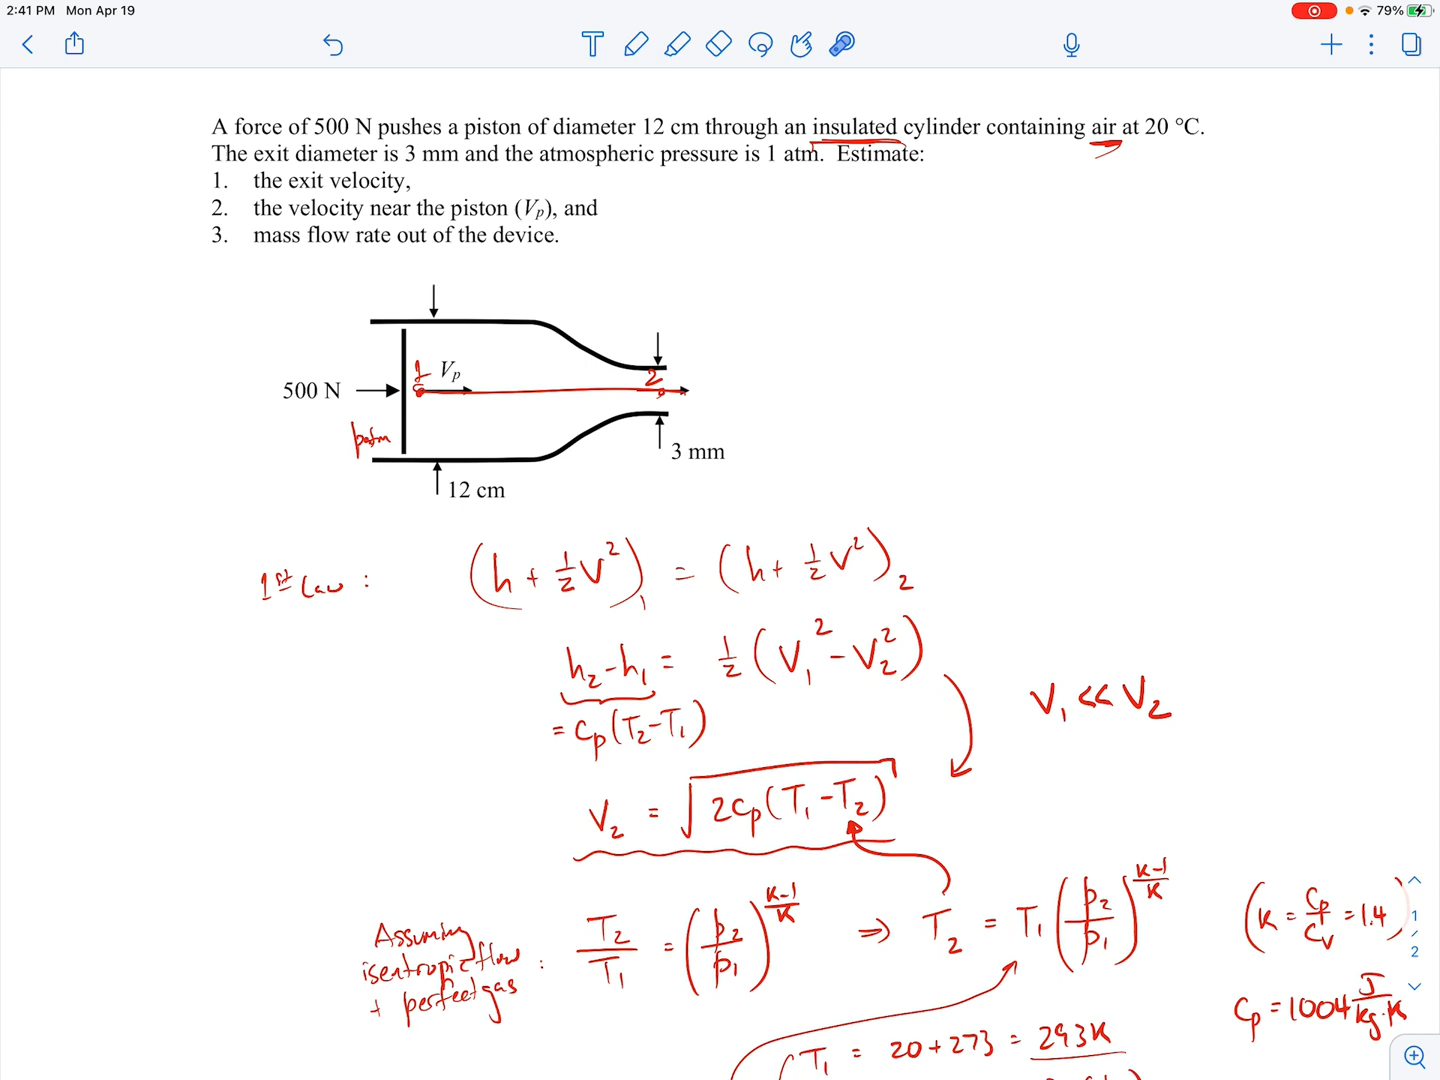 2:41 PM Mon Apr 19
79%
A force of 500 N pushes a piston of diameter 12 cm through an insulated cylinder containing air at 20 °C.
The exit diameter is 3 mm and the atmospheric pressure is 1 atm. Estimate:
1. the exit velocity,
2. the velocity near the piston (Vₚ), and
3. mass flow rate out of the device.
1 Vₚ 2
500 N
patm
3 mm
12 cm
1st Law : (h + ½V²)₁ = (h + ½V²)₂
h₂-h₁ = ½(V₁² - V₂²)
V₁ << V₂
= cp(T₂-T₁)
V₂ = √2cp(T₁-T₂)
Assuming isentropic flow + perfect gas : T₂/T₁ = (p₂/p₁)^((k-1)/k) ⇒ T₂ = T₁(p₂/p₁)^((k-1)/k) (k = cp/cv = 1.4)
1/2
cp = 1004 J/kg·K
T₁ = 20 + 273 = 293K